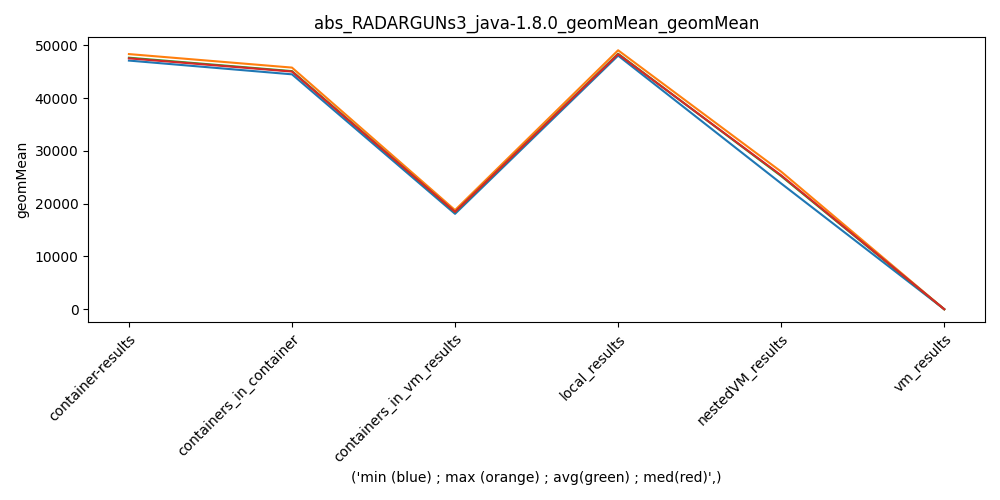 abs_RADARGUNs3_java-1.8.0_geomMean_geomMean
geomMean
50000
40000
30000
20000
10000
0
container-results
containers_in_container
containers_in_vm_results
local_results
nestedVM_results
vm_results
('min (blue) ; max (orange) ; avg(green) ; med(red)',)